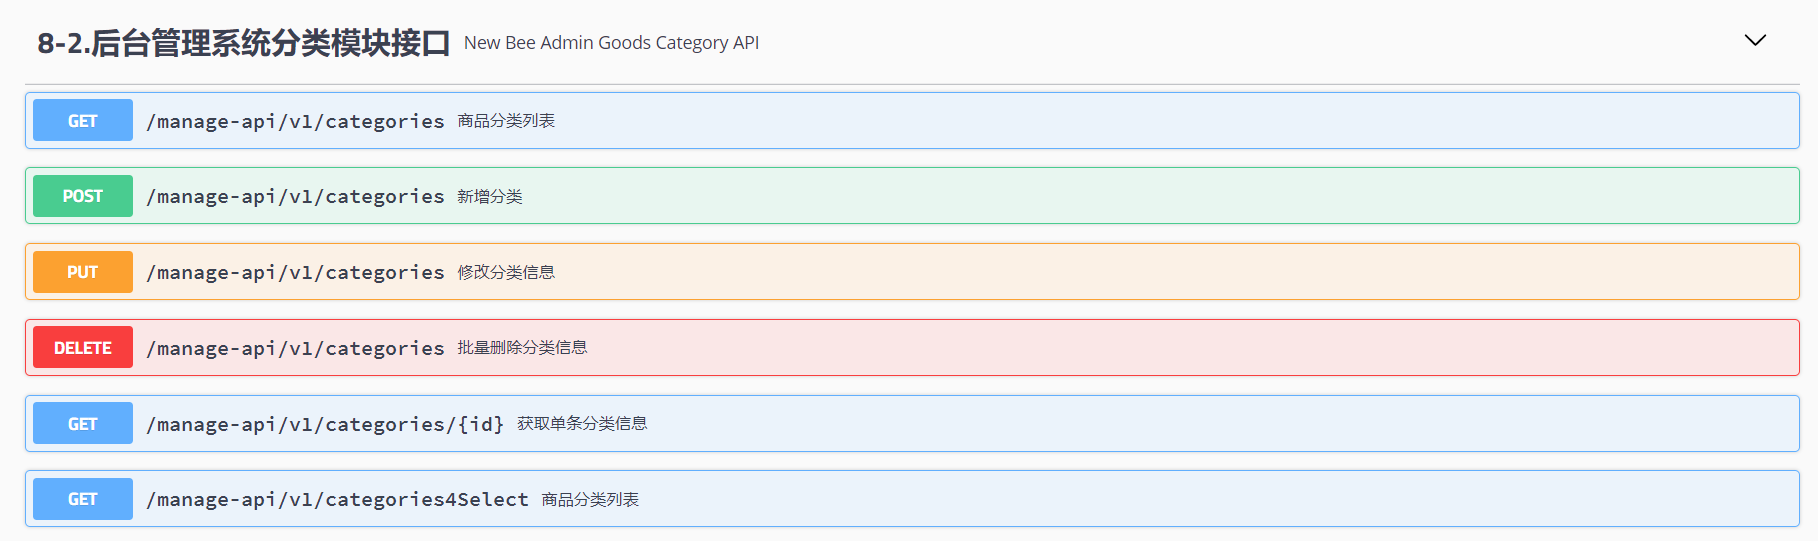 8-2.后台管理系统分类模块接口 New Bee Admin Goods Category API
GET /manage-api/v1/categories 商品分类列表
POST /manage-api/v1/categories 新增分类
PUT /manage-api/v1/categories 修改分类信息
DELETE /manage-api/v1/categories 批量删除分类信息
GET /manage-api/v1/categories/{id} 获取单条分类信息
GET /manage-api/v1/categories4Select 商品分类列表